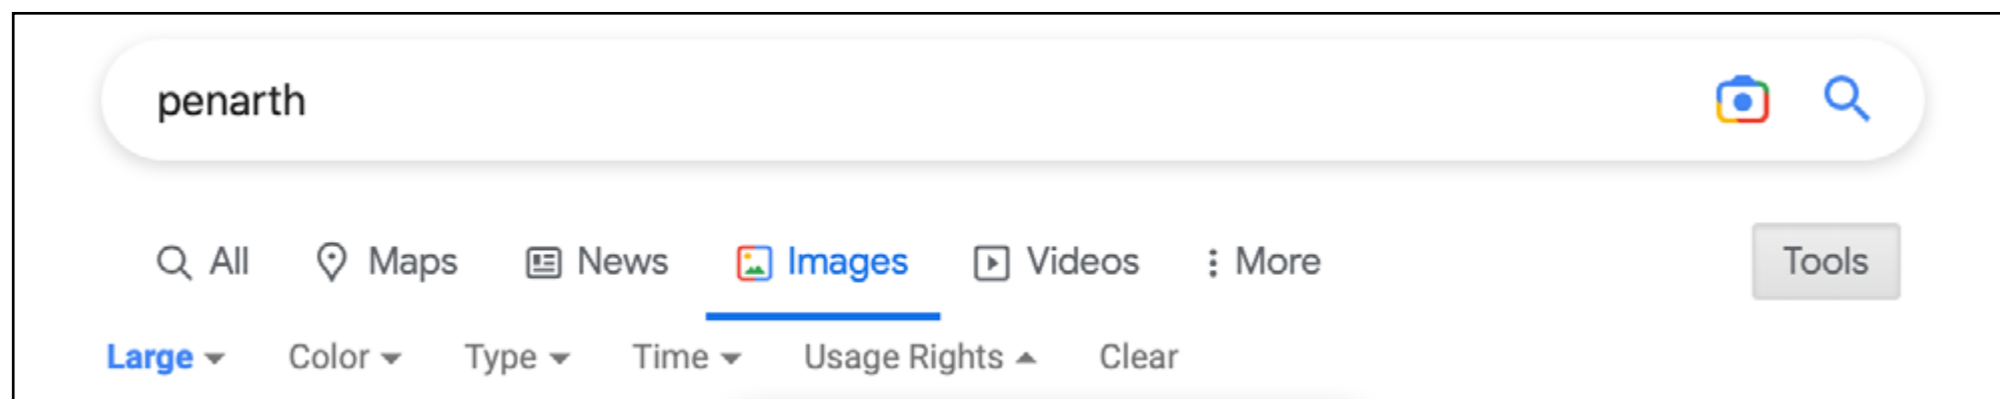 penarth
All Maps News Images Videos More Tools
Large Color Type Time Usage Rights Clear